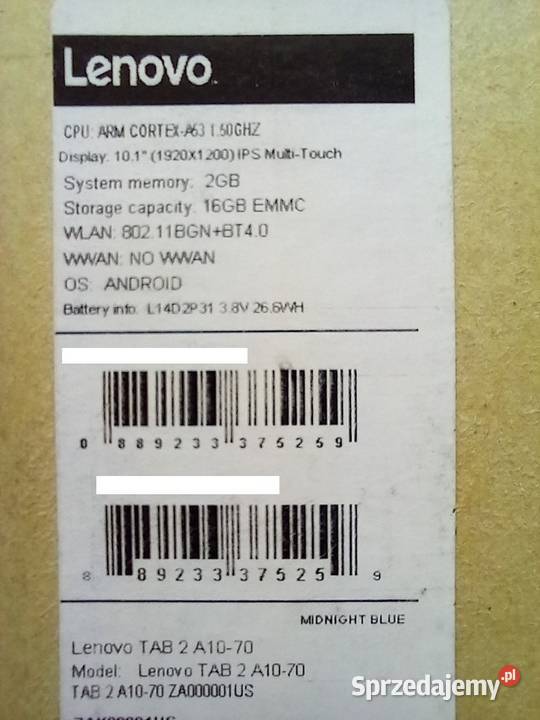 Lenovo
CPU: ARM CORTEX-A53 1.50GHZ
Display: 10.1" (1920X1200) IPS Multi-Touch
System memory: 2GB
Storage capacity: 16GB EMMC
WLAN: 802.11BGN+BT4.0
WWAN: NO WWAN
OS: ANDROID
Battery info: L14D2P31 3.8V 26.6WH
0 889233 375259
8 89233 37525 9
MIDNIGHT BLUE
Lenovo TAB 2 A10-70
Model: Lenovo TAB 2 A10-70
TAB 2 A10-70 ZA000001US
Sprzedajemy.pl